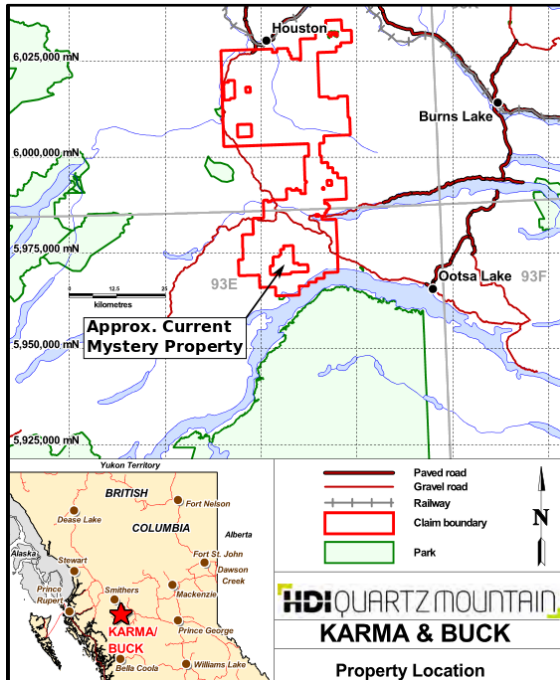 Houston
6,025,000 mN
Burns Lake
6,000,000 mN
5,975,000 mN
93E
Ootsa Lake
93F
0 12.5 25
kilometres
Approx. Current
Mystery Property
5,950,000 mN
5,925,000 mN
Yukon Territory
BRITISH
COLUMBIA
Fort Nelson
Dease Lake
Alberta
Alaska
Stewart
Fort St. John
Dawson
Creek
Smithers
Mackenzie
Prince
Rupert
KARMA/
BUCK
Prince George
Bella Coola
Williams Lake
Paved road
Gravel road
Railway
Claim boundary
Park
N
HDI QUARTZ MOUNTAIN
KARMA & BUCK
Property Location